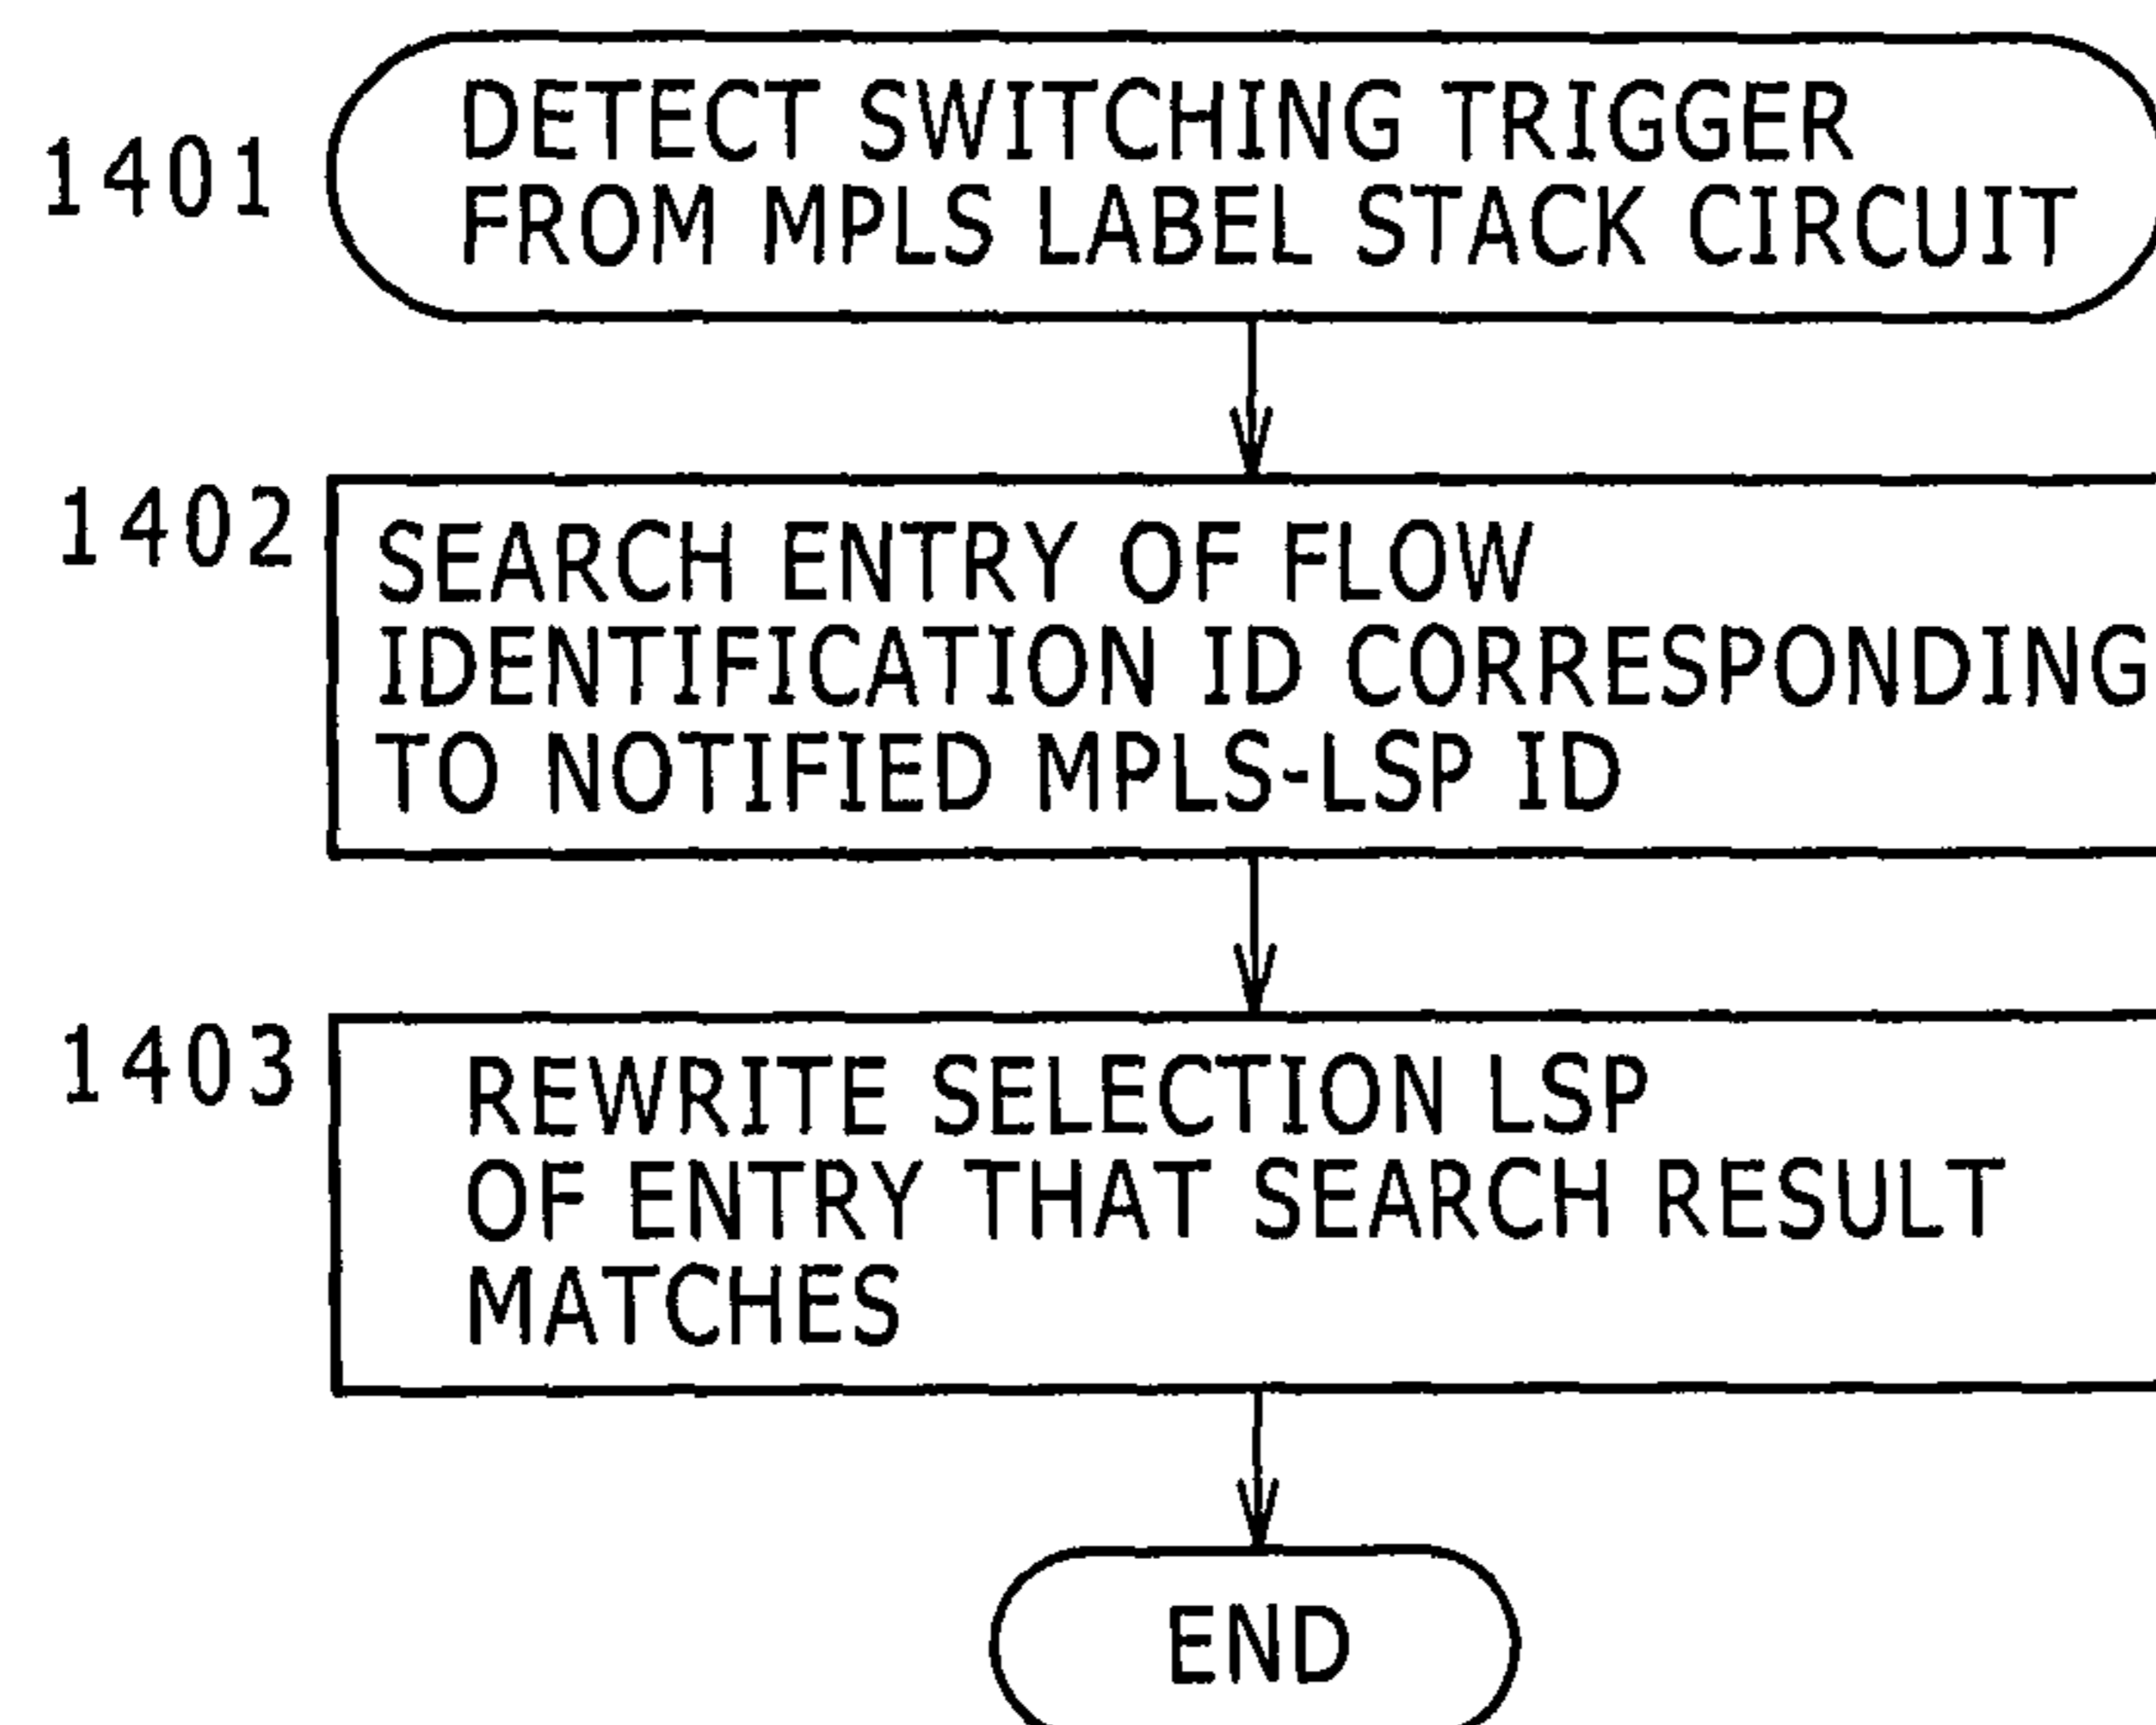 1401
DETECT SWITCHING TRIGGER
FROM MPLS LABEL STACK CIRCUIT
1402
SEARCH ENTRY OF FLOW
IDENTIFICATION ID CORRESPONDING
TO NOTIFIED MPLS-LSP ID
1403
REWRITE SELECTION LSP
OF ENTRY THAT SEARCH RESULT
MATCHES
END